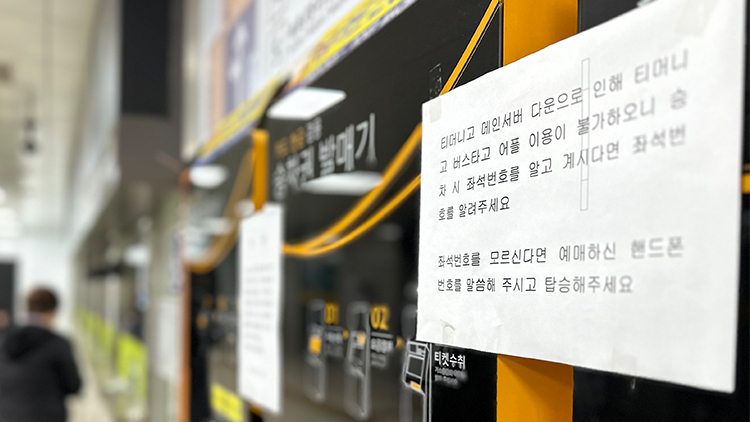 승차권 발매기
01
02
티켓수취
티머니고 메인서버 다운으로 인해 티머니
고 버스타고 어플 이용이 불가하오니 승
차 시 좌석번호를 알고 계시다면 좌석번
호를 알려주세요
좌석번호를 모르신다면 예매하신 핸드폰
번호를 말씀해 주시고 탑승해주세요